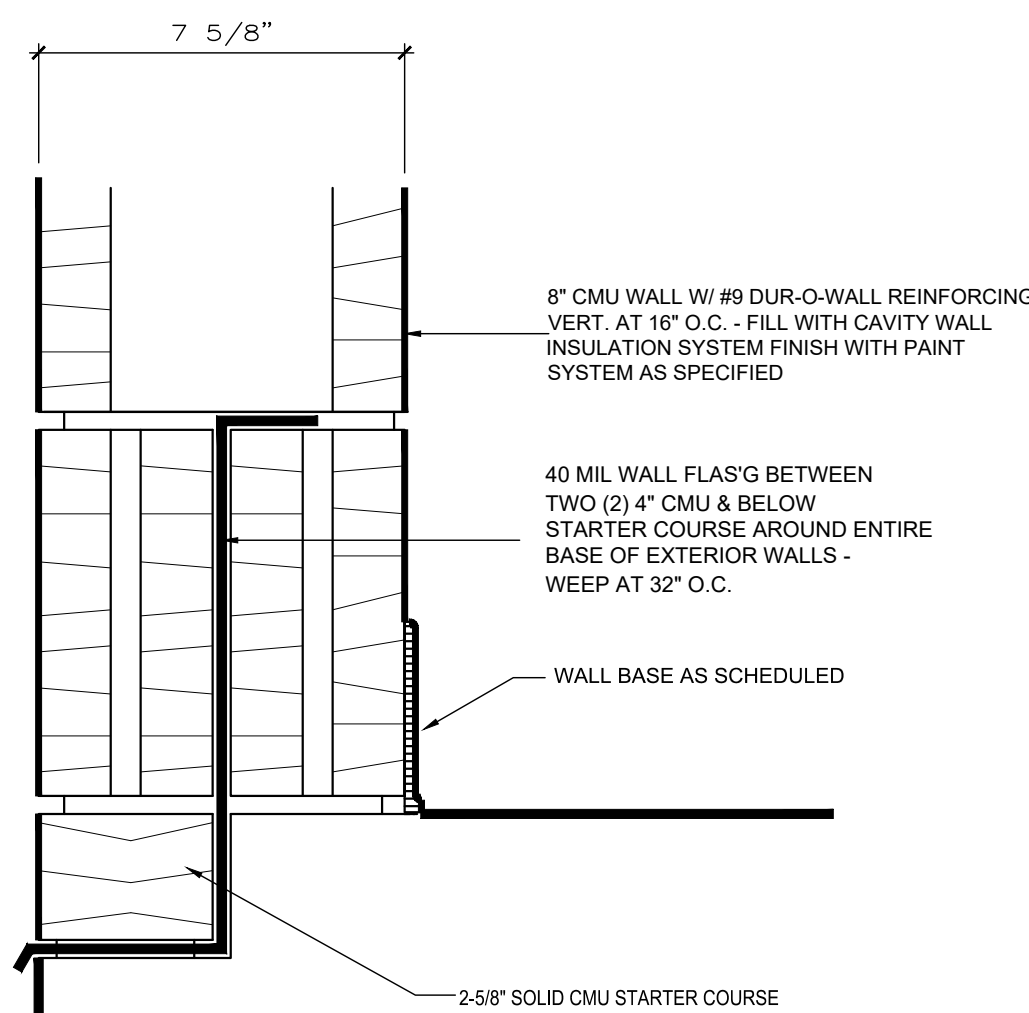 7 5/8"
8" CMU WALL W/ #9 DUR-O-WALL REINFORCING
VERT. AT 16" O.C. - FILL WITH CAVITY WALL
INSULATION SYSTEM FINISH WITH PAINT
SYSTEM AS SPECIFIED
40 MIL WALL FLAS'G BETWEEN
TWO (2) 4" CMU & BELOW
STARTER COURSE AROUND ENTIRE
BASE OF EXTERIOR WALLS -
WEEP AT 32" O.C.
WALL BASE AS SCHEDULED
2-5/8" SOLID CMU STARTER COURSE